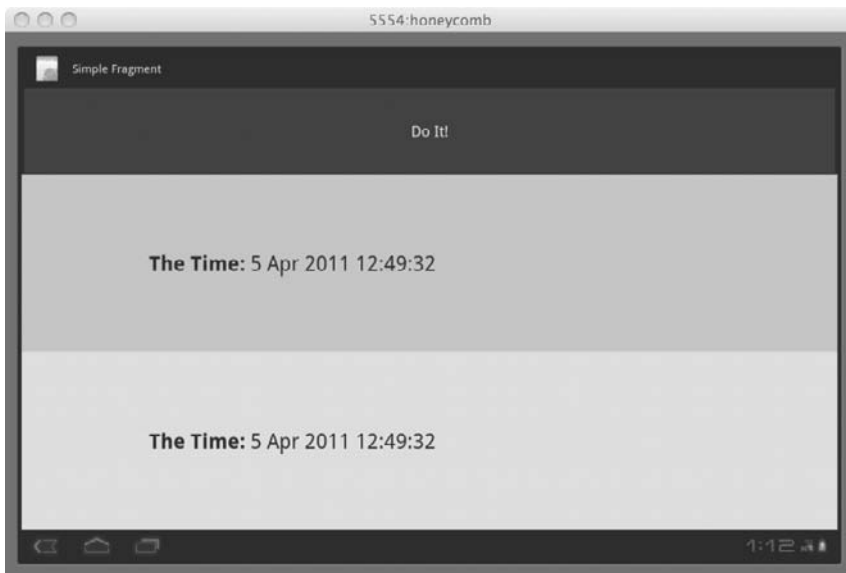 5554:honeycomb
Simple Fragment
Do It!
The Time: 5 Apr 2011 12:49:32
The Time: 5 Apr 2011 12:49:32
1:12